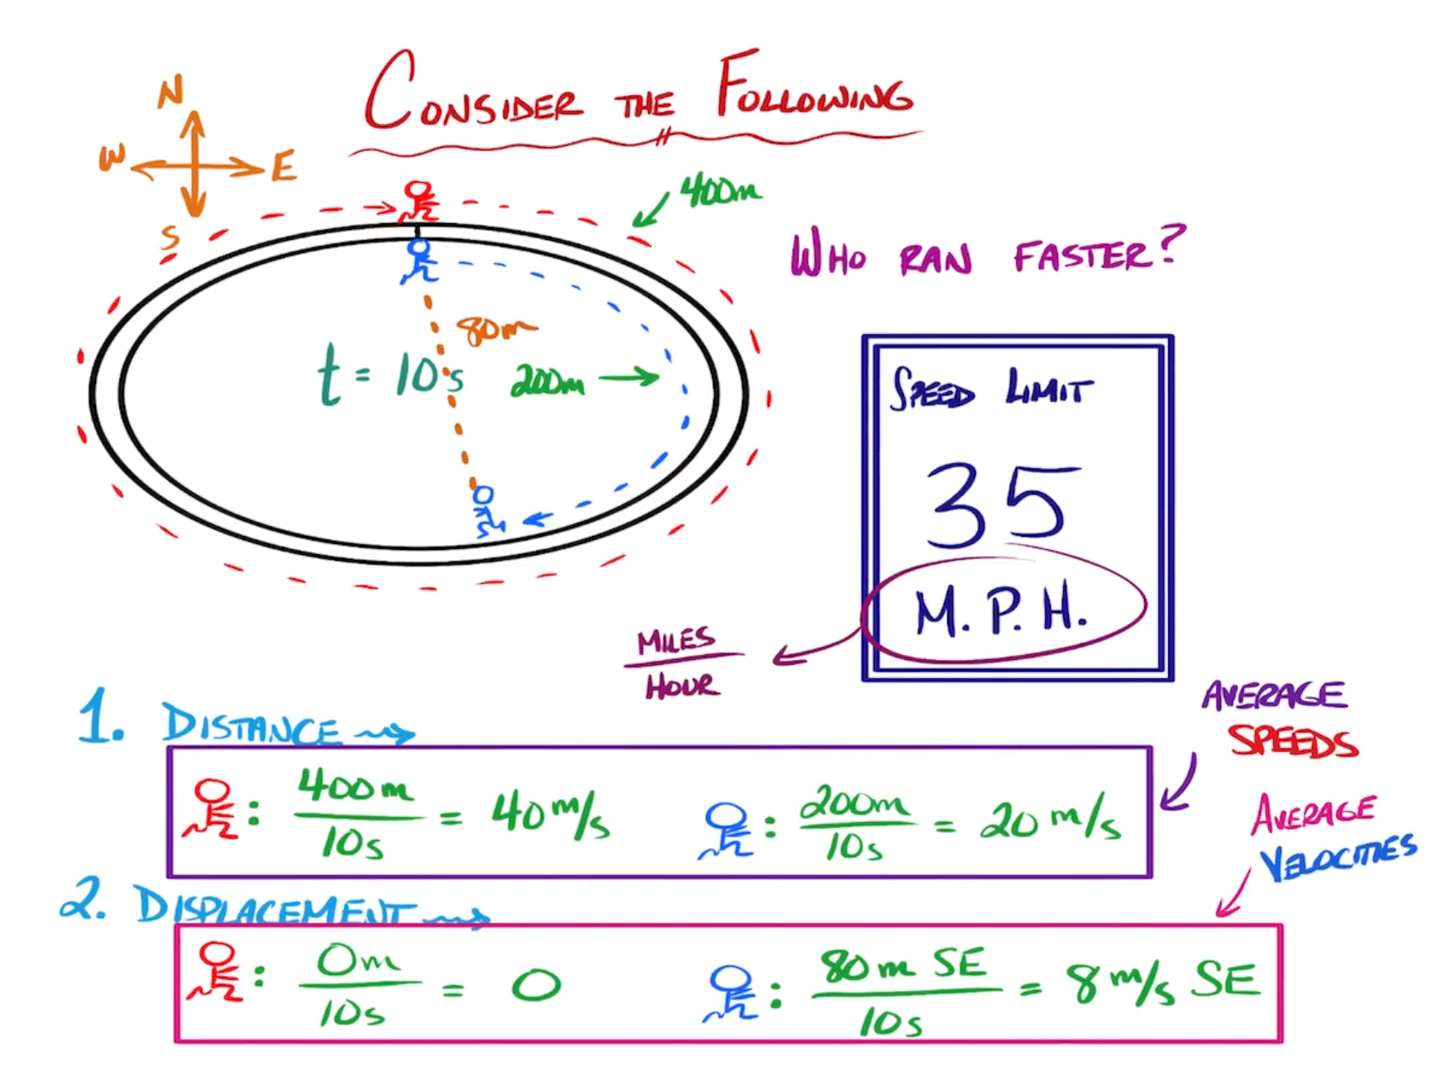 CONSIDER THE FOLLOWING
N
W E
S
400m
WHO RAN FASTER?
80m
t = 10s
200m →
SPEED LIMIT
35
M. P. H.
MILES
HOUR
AVERAGE
SPEEDS
1. DISTANCE →
: 400m / 10s = 40 m/s
: 200m / 10s = 20 m/s
AVERAGE
VELOCITIES
2. DISPLACEMENT →
: 0m / 10s = 0
: 80m SE / 10s = 8 m/s SE